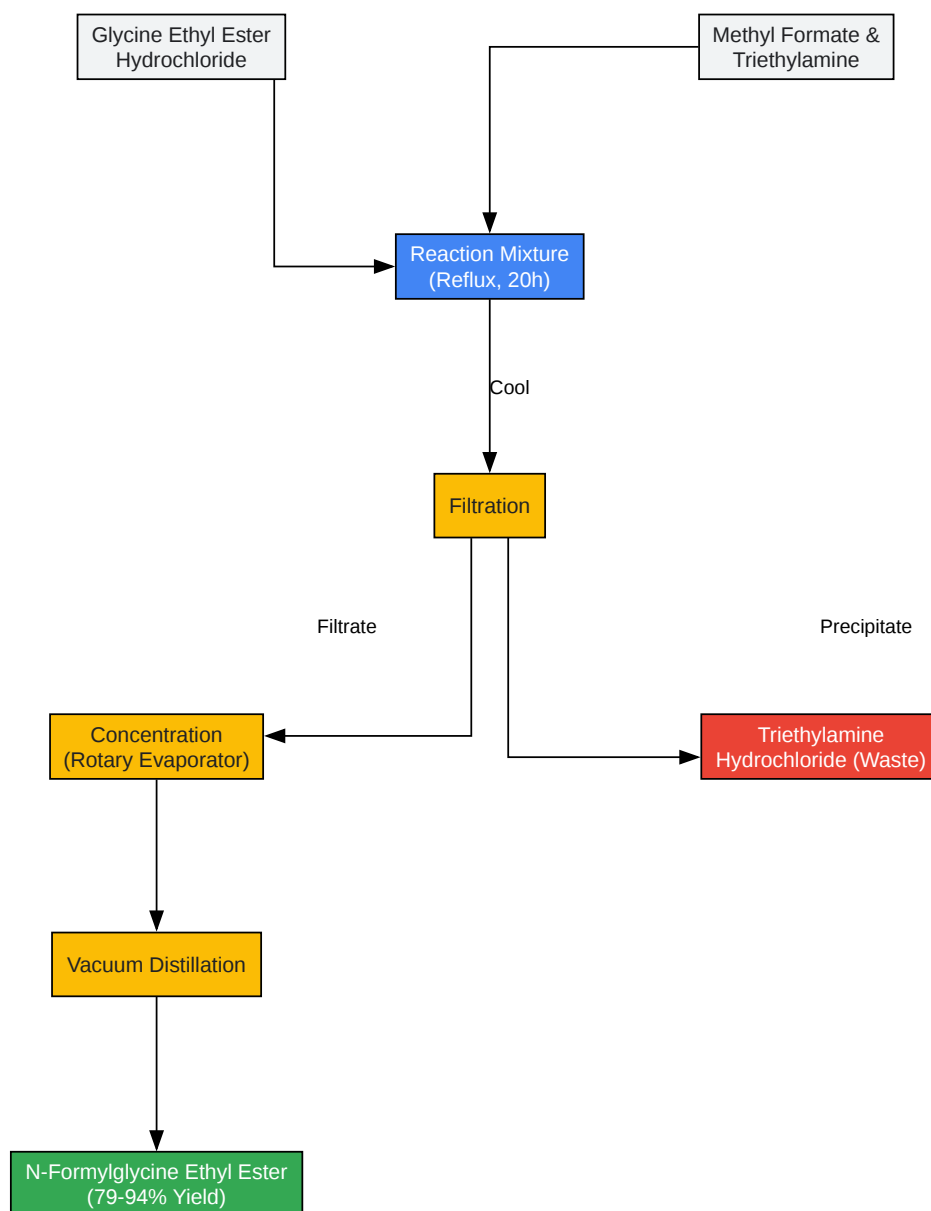 Glycine Ethyl Ester
Hydrochloride
Methyl Formate &
Triethylamine
Reaction Mixture
(Reflux, 20h)
Cool
Filtration
Filtrate
Precipitate
Concentration
(Rotary Evaporator)
Triethylamine
Hydrochloride (Waste)
Vacuum Distillation
N-Formylglycine Ethyl Ester
(79-94% Yield)